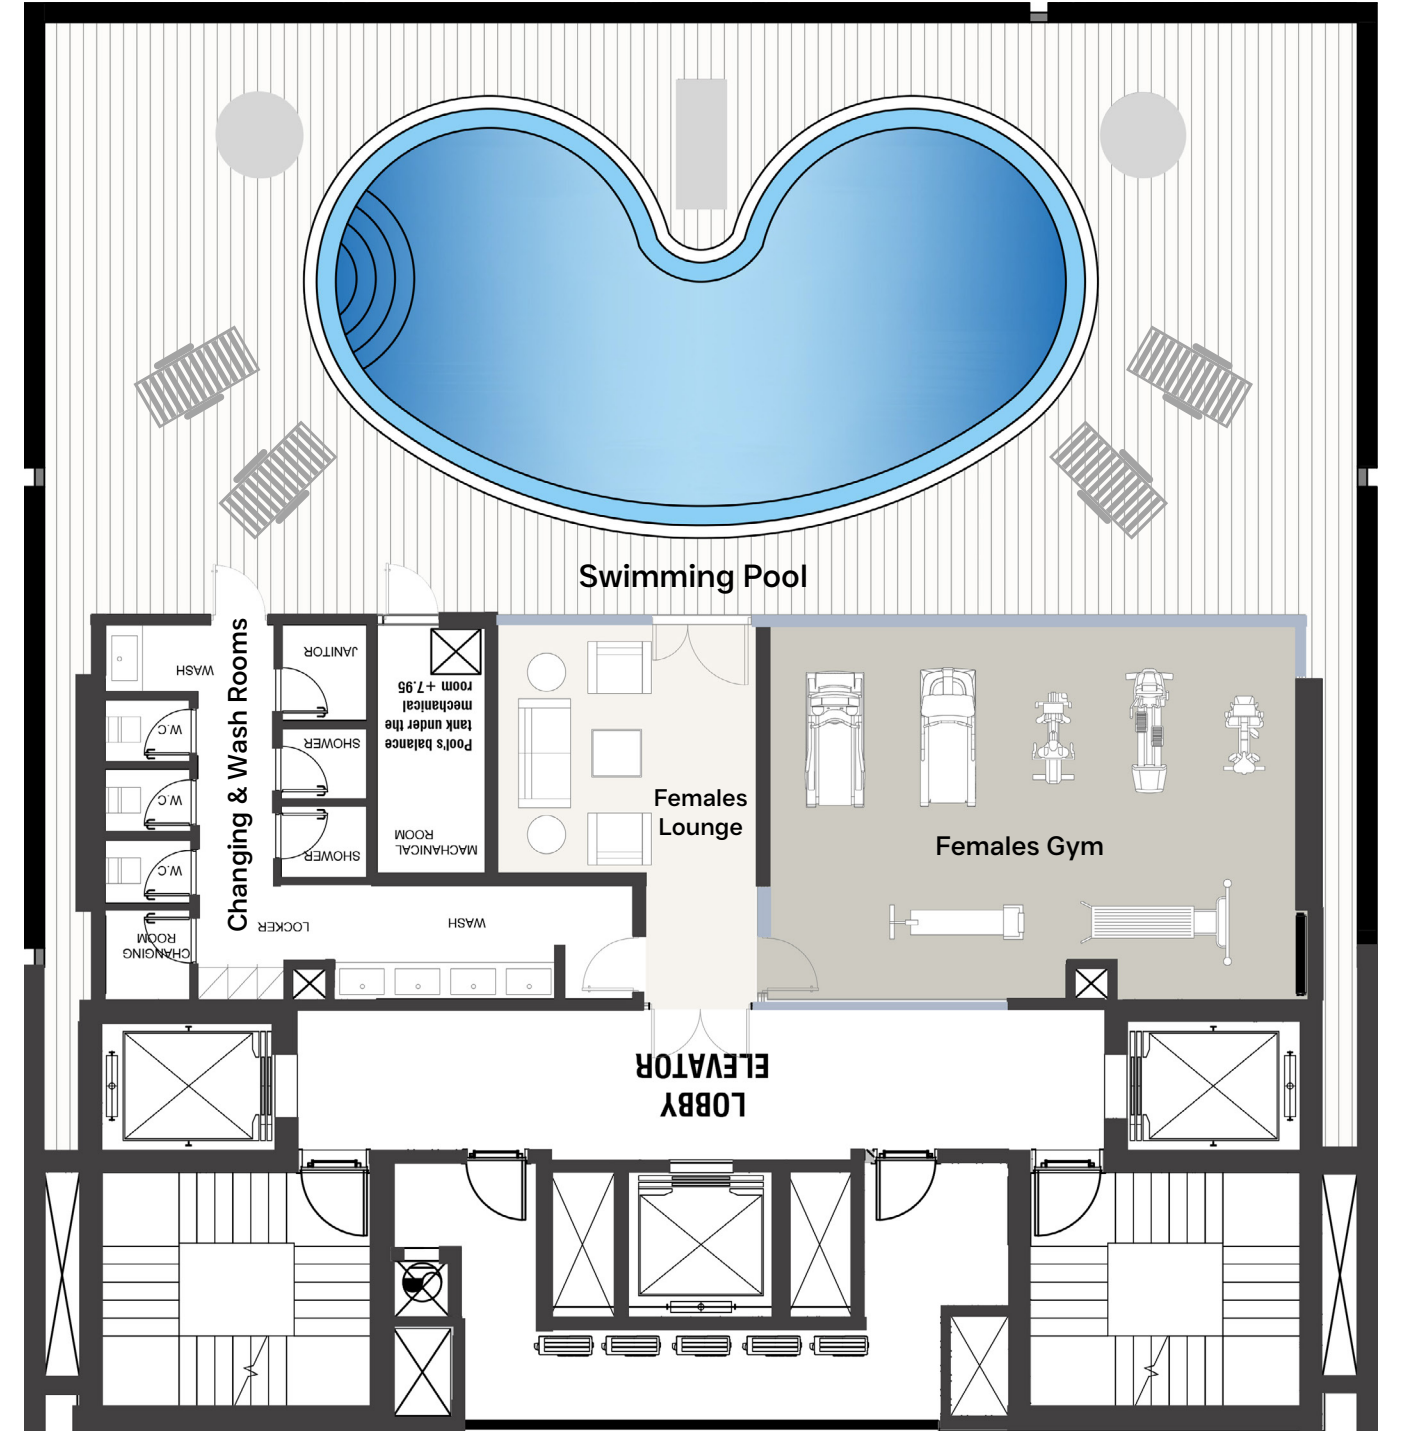 Swimming Pool
Changing & Wash Rooms
WASH
JANITOR
W.C
SHOWER
W.C
SHOWER
W.C
CHANGING
ROOM
LOCKER
WASH
Pool's balance
tank under the
mechanical
room +7.95
MACHANICAL
ROOM
Females
Lounge
Females Gym
LOBBY
ELEVATOR